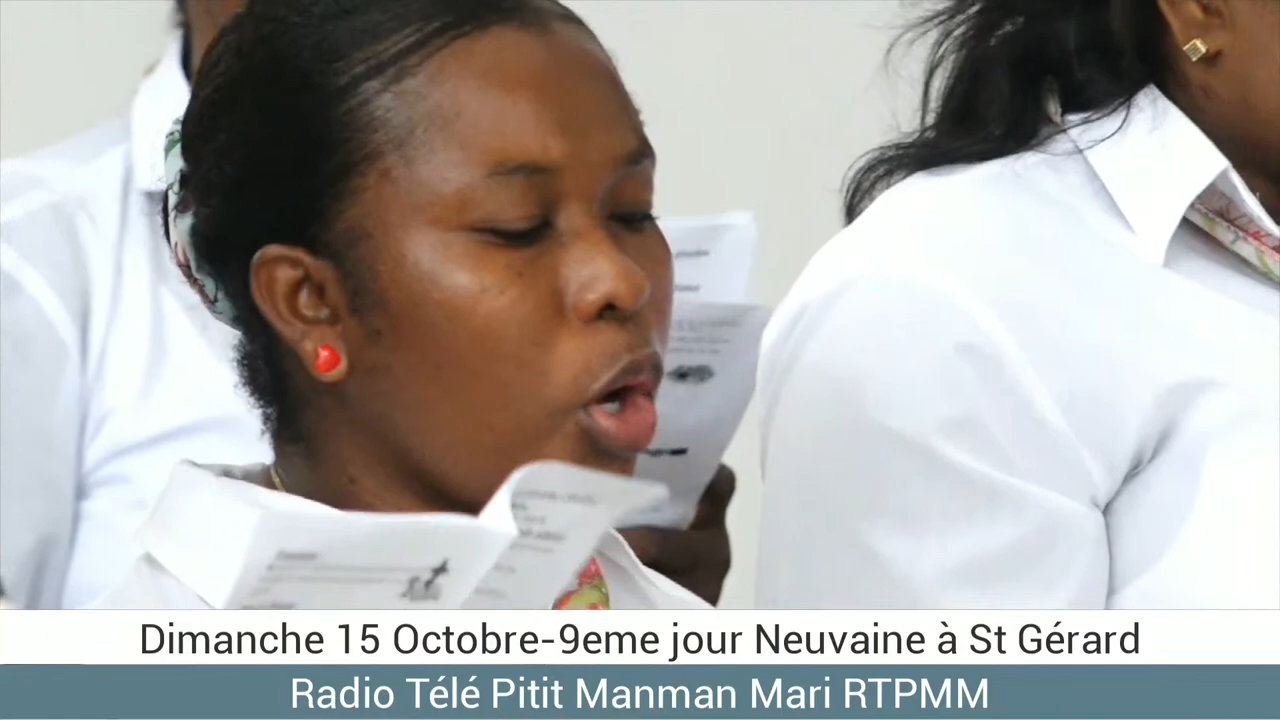 Dimanche 15 Octobre-9eme jour Neuvaine à St Gérard
Radio Télé Pitit Manman Mari RTPMM